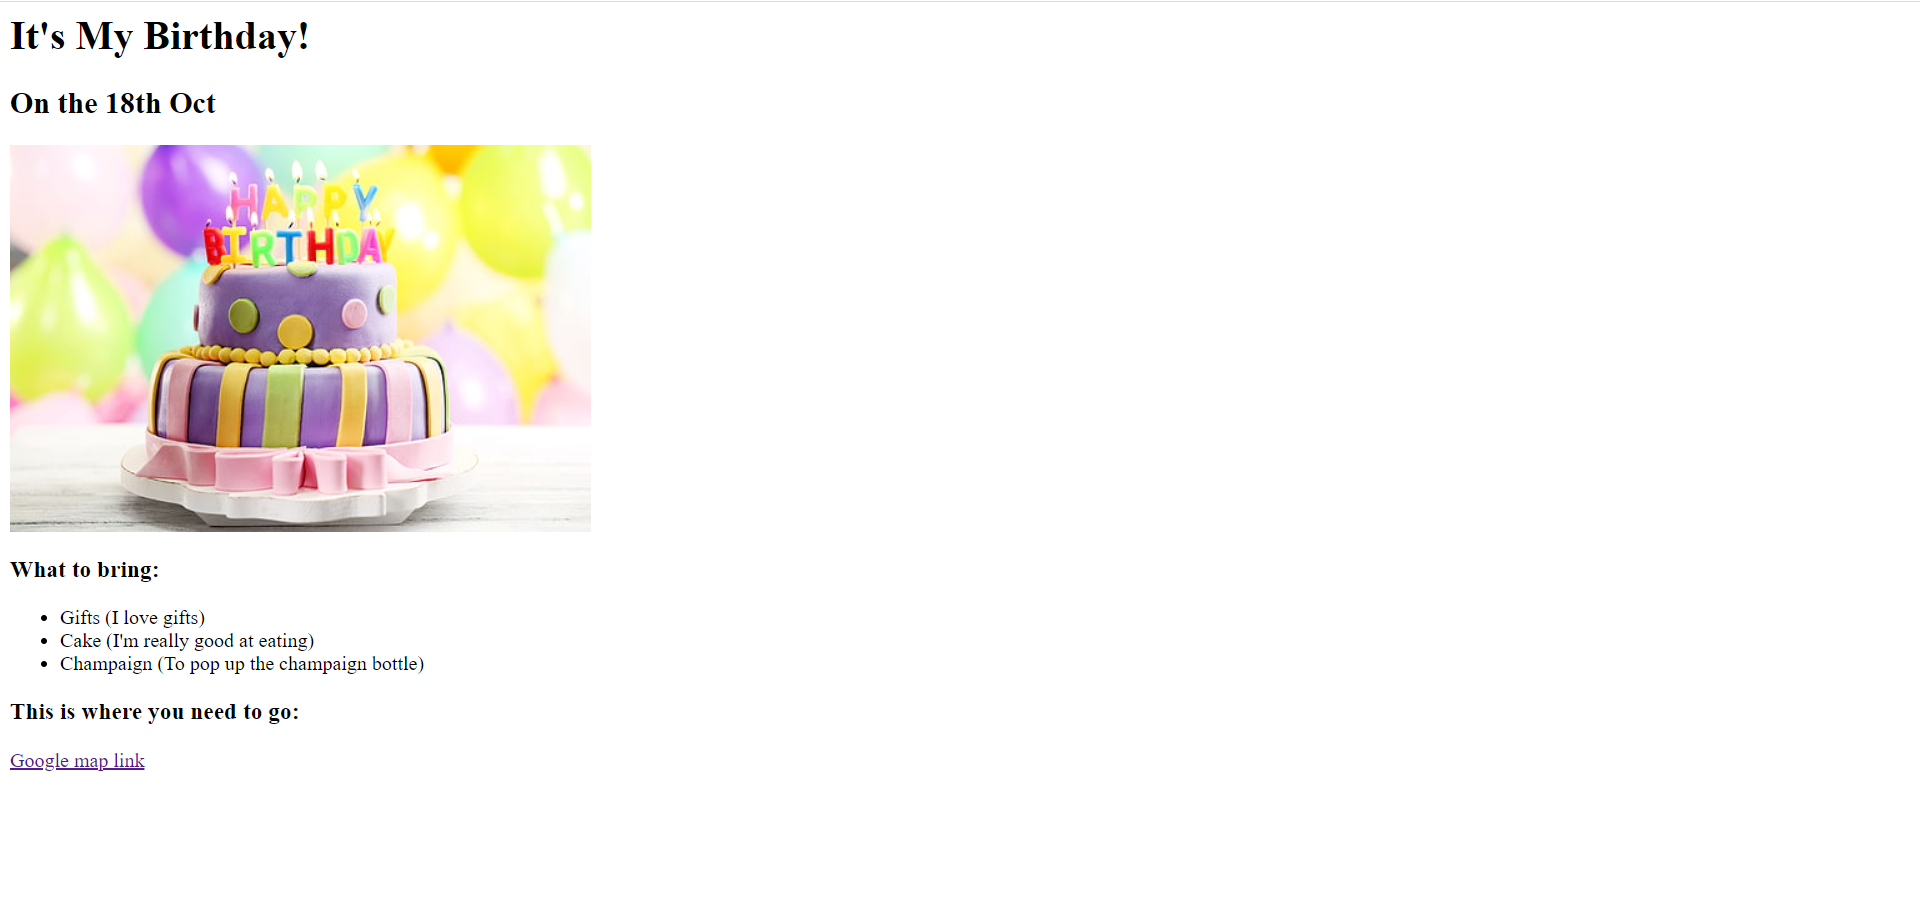 It's My Birthday!
On the 18th Oct
HAPPY
BIRTHDAY
What to bring:
Gifts (I love gifts)
Cake (I'm really good at eating)
Champaign (To pop up the champaign bottle)
This is where you need to go:
Google map link